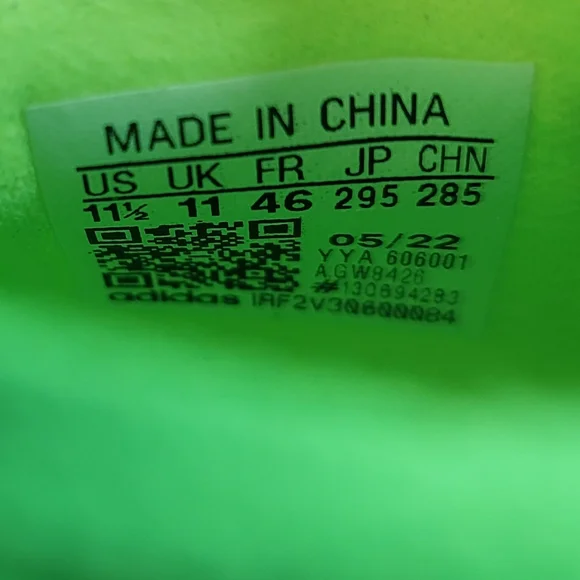 MADE IN CHINA
US UK FR JP CHN
11½ 11 46 295 285
05/22
YYA 606001
AGW8426
#130694283
adidas IRF2V30600084